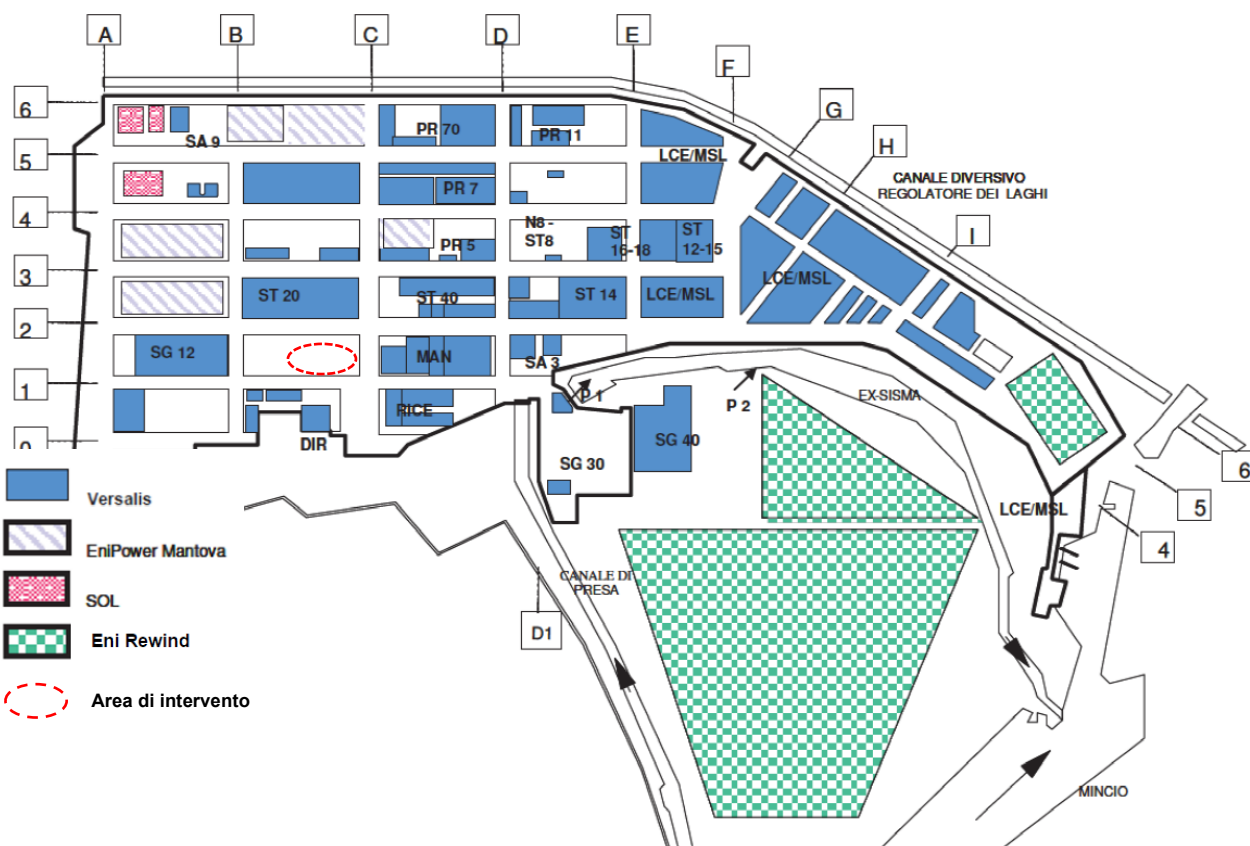 A
B
C
D
E
F
G
H
I
6
5
4
3
2
1
0
SA 9
PR 70
PR 11
LCE/MSL
CANALE DIVERSIVO
REGOLATORE DEI LAGHI
PR 7
N8 -
ST8
PR 5
ST
16-18
ST
12-15
LCE/MSL
ST 20
ST 40
ST 14
LCE/MSL
SG 12
MAN
SA 3
P 1
P 2
EX-SISMA
RICE
DIR
SG 40
SG 30
6
5
4
LCE/MSL
CANALE DI
PRESA
D1
MINCIO
Versalis
EniPower Mantova
SOL
Eni Rewind
Area di intervento